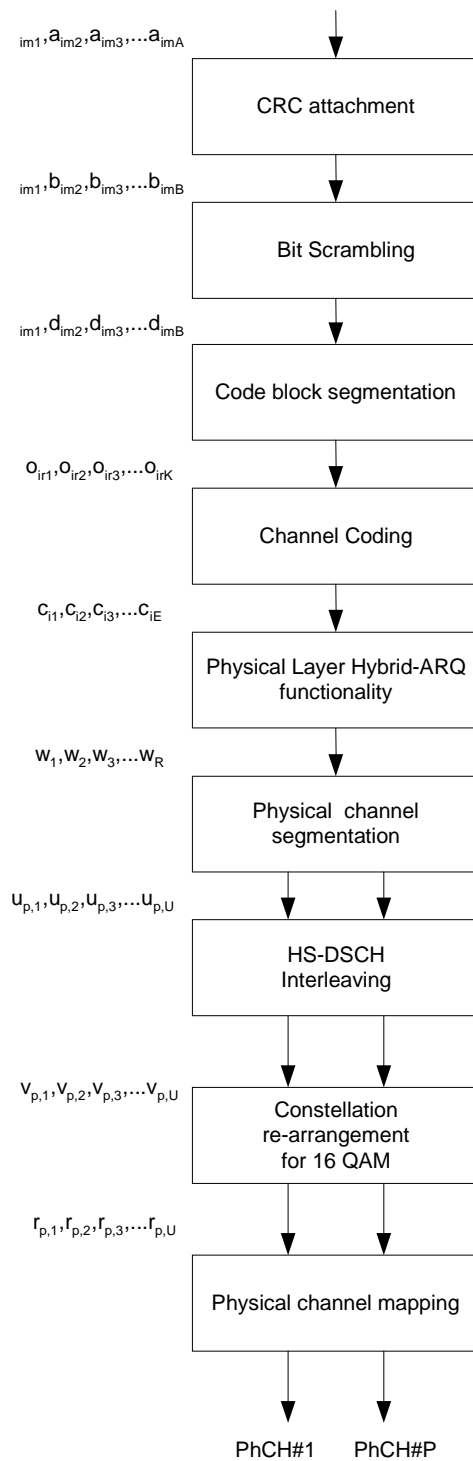 im1,aim2,aim3,...aimA
CRC attachment
im1,bim2,bim3,...bimB
Bit Scrambling
im1,dim2,dim3,...dimB
Code block segmentation
oir1,oir2,oir3,...oirK
Channel Coding
ci1,ci2,ci3,...ciE
Physical Layer Hybrid-ARQ
functionality
w1,w2,w3,...wR
Physical channel
segmentation
up,1,up,2,up,3,...up,U
HS-DSCH
Interleaving
vp,1,vp,2,vp,3,...vp,U
Constellation
re-arrangement
for 16 QAM
rp,1,rp,2,rp,3,...rp,U
Physical channel mapping
PhCH#1 PhCH#P